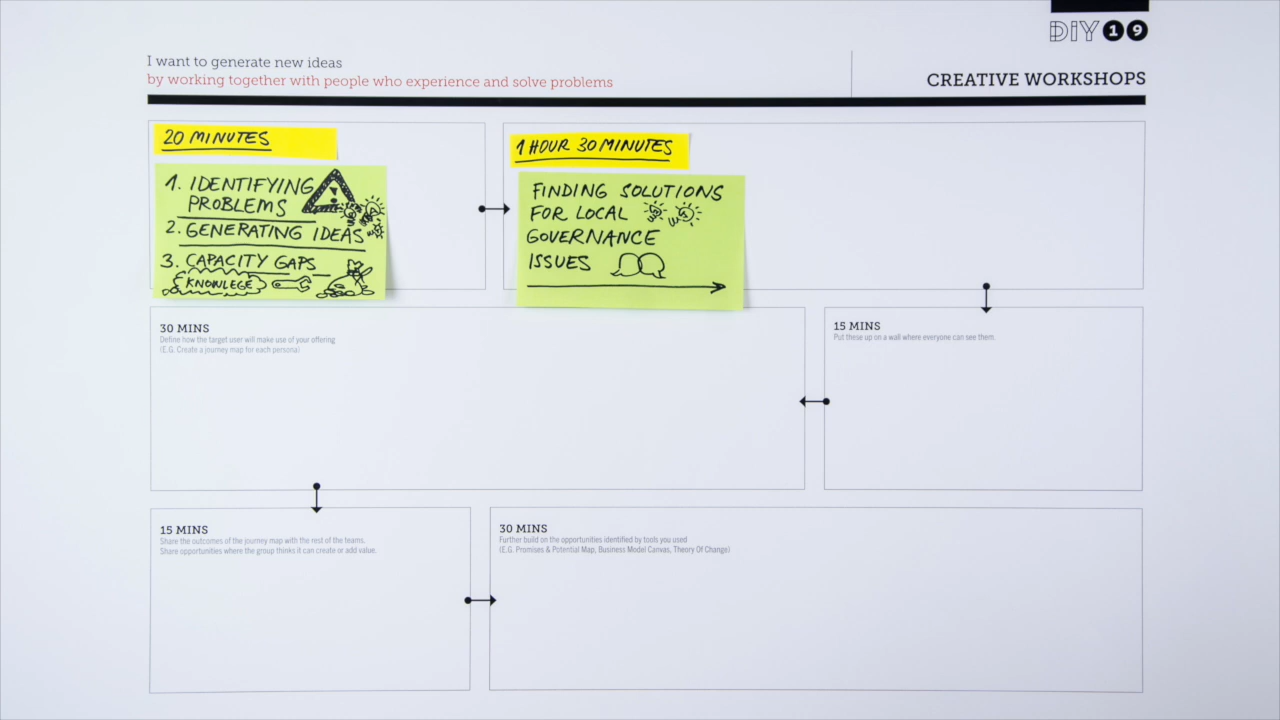 DIY 19
I want to generate new ideas
by working together with people who experience and solve problems
CREATIVE WORKSHOPS
20 MINUTES
1. IDENTIFYING
PROBLEMS
2. GENERATING IDEAS
3. CAPACITY GAPS
KNOWLEGE
1 HOUR 30 MINUTES
FINDING SOLUTIONS
FOR LOCAL
GOVERNANCE
ISSUES
30 MINS
Define how the target user will make use of your offering
(E.G. Create a journey map for each persona)
15 MINS
Put these up on a wall where everyone can see them.
15 MINS
Share the outcomes of the journey map with the rest of the teams.
Share opportunities where the group thinks it can create or add value.
30 MINS
Further build on the opportunities identified by tools you used
(E.G. Promises & Potential Map, Business Model Canvas, Theory Of Change)